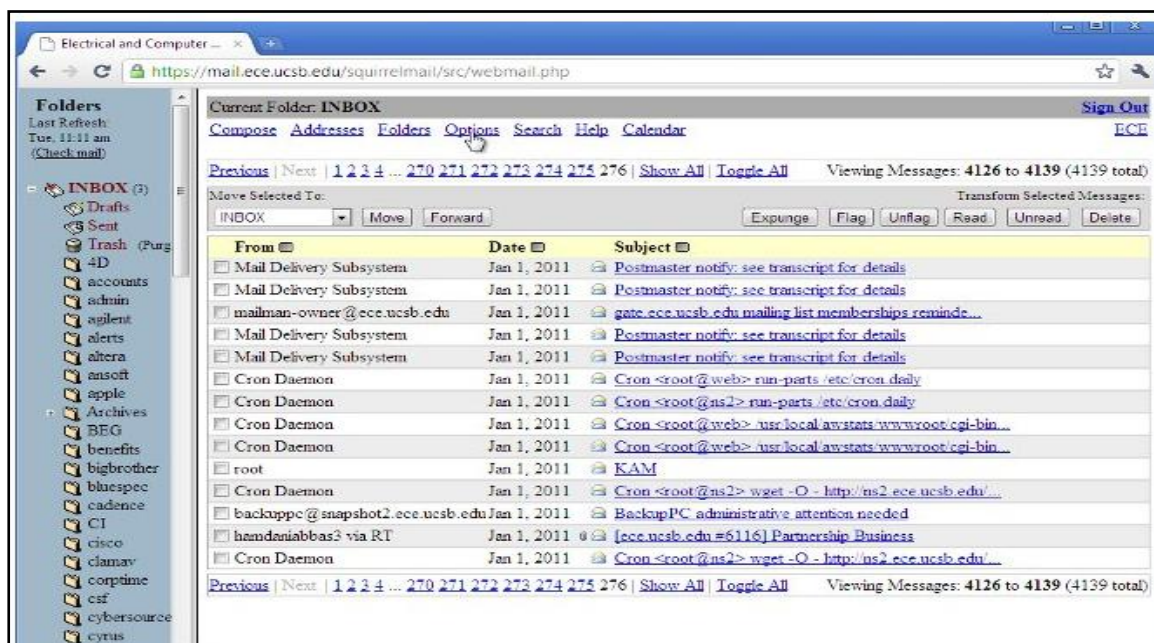 Electrical and Computer ...
https://mail.ece.ucsb.edu/squirrelmail/src/webmail.php
Folders
Last Refresh:
Tue, 11:11 am
(Check mail)
INBOX (3)
Drafts
Sent
Trash (Purg
4D
accounts
admin
agilent
alerts
altera
ansoft
apple
Archives
BEG
benefits
bigbrother
bluespec
cadence
CI
cisco
clamav
corptime
csf
cybersource
cyrus
Current Folder: INBOX Sign Out
Compose Addresses Folders Options Search Help Calendar ECE
Previous | Next | 1 2 3 4 ... 270 271 272 273 274 275 276 | Show All | Toggle All Viewing Messages: 4126 to 4139 (4139 total)
Move Selected To: Transform Selected Messages:
INBOX Move Forward Expunge Flag Unflag Read Unread Delete
From Date Subject
Mail Delivery Subsystem Jan 1, 2011 Postmaster notify: see transcript for details
Mail Delivery Subsystem Jan 1, 2011 Postmaster notify: see transcript for details
mailman-owner@ece.ucsb.edu Jan 1, 2011 gate.ece.ucsb.edu mailing list memberships reminde...
Mail Delivery Subsystem Jan 1, 2011 Postmaster notify: see transcript for details
Mail Delivery Subsystem Jan 1, 2011 Postmaster notify: see transcript for details
Cron Daemon Jan 1, 2011 Cron <root@web> run-parts /etc/cron.daily
Cron Daemon Jan 1, 2011 Cron <root@ns2> run-parts /etc/cron.daily
Cron Daemon Jan 1, 2011 Cron <root@web> /usr/local/awstats/wwwroot/cgi-bin...
Cron Daemon Jan 1, 2011 Cron <root@web> /usr/local/awstats/wwwroot/cgi-bin...
root Jan 1, 2011 KAM
Cron Daemon Jan 1, 2011 Cron <root@ns2> wget -O - http://ns2.ece.ucsb.edu/...
backuppc@snapshot2.ece.ucsb.edu Jan 1, 2011 BackupPC administrative attention needed
hamdaniabbas3 via RT Jan 1, 2011 [ece.ucsb.edu #6116] Partnership Business
Cron Daemon Jan 1, 2011 Cron <root@ns2> wget -O - http://ns2.ece.ucsb.edu/...
Previous | Next | 1 2 3 4 ... 270 271 272 273 274 275 276 | Show All | Toggle All Viewing Messages: 4126 to 4139 (4139 total)